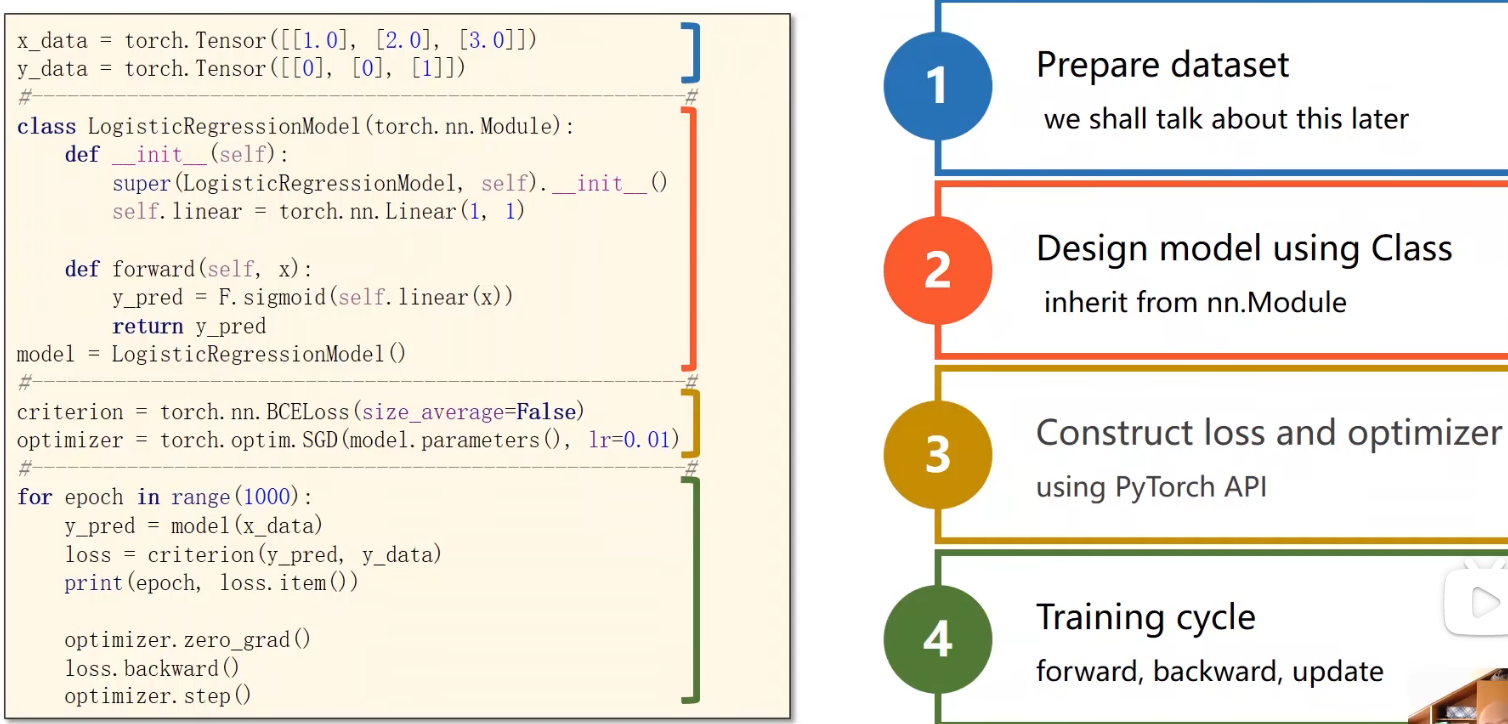 x_data = torch.Tensor([[1.0], [2.0], [3.0]])
y_data = torch.Tensor([[0], [0], [1]])
#-------------------------------------------------------#
class LogisticRegressionModel(torch.nn.Module):
    def __init__(self):
        super(LogisticRegressionModel, self).__init__()
        self.linear = torch.nn.Linear(1, 1)

    def forward(self, x):
        y_pred = F.sigmoid(self.linear(x))
        return y_pred
model = LogisticRegressionModel()
#-------------------------------------------------------#
criterion = torch.nn.BCELoss(size_average=False)
optimizer = torch.optim.SGD(model.parameters(), lr=0.01)
#-------------------------------------------------------#
for epoch in range(1000):
    y_pred = model(x_data)
    loss = criterion(y_pred, y_data)
    print(epoch, loss.item())

    optimizer.zero_grad()
    loss.backward()
    optimizer.step()
1
Prepare dataset
we shall talk about this later
2
Design model using Class
inherit from nn.Module
3
Construct loss and optimizer
using PyTorch API
4
Training cycle
forward, backward, update